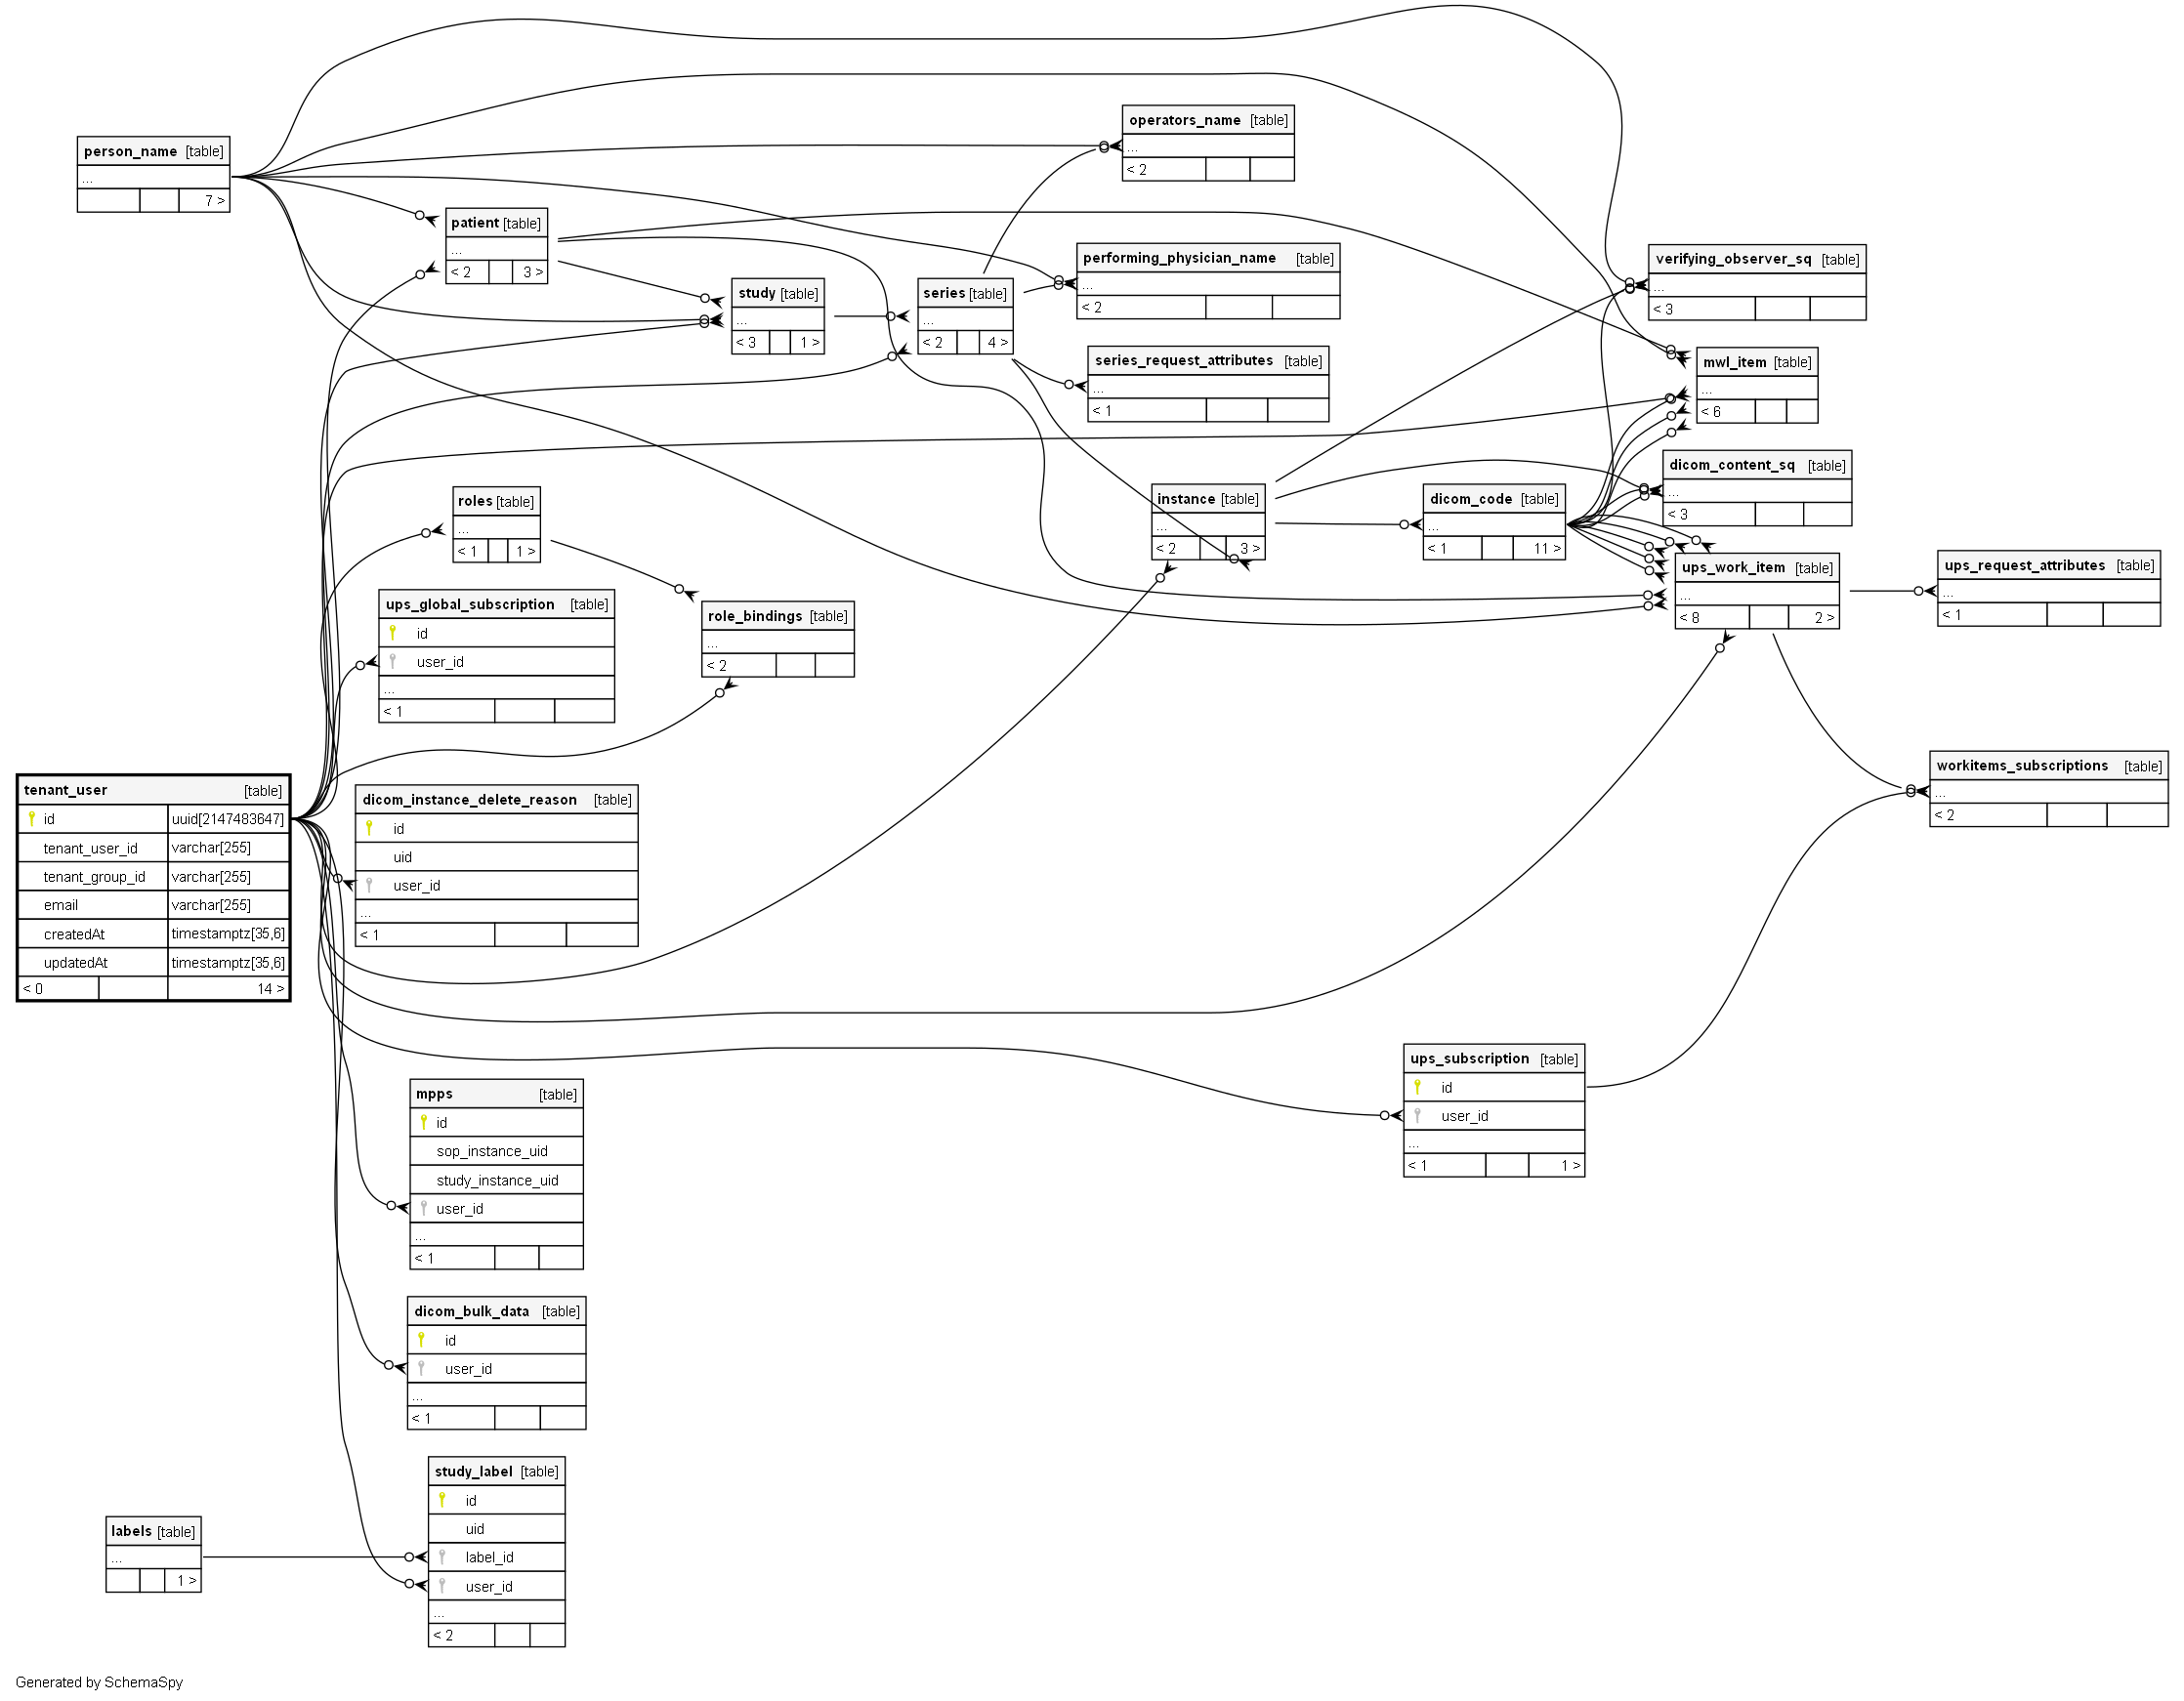 person_name [table]
...
7 >
operators_name [table]
...
< 2
patient [table]
...
< 2 3 >
performing_physician_name [table]
...
< 2
verifying_observer_sq [table]
...
< 3
study [table]
...
< 3 1 >
series [table]
...
< 2 4 >
series_request_attributes [table]
...
< 1
mwl_item [table]
...
< 6
dicom_content_sq [table]
...
< 3
roles [table]
...
< 1 1 >
instance [table]
...
< 2 3 >
dicom_code [table]
...
< 1 11 >
ups_work_item [table]
...
< 8 2 >
ups_request_attributes [table]
...
< 1
ups_global_subscription [table]
id
user_id
...
< 1
role_bindings [table]
...
< 2
workitems_subscriptions [table]
...
< 2
tenant_user [table]
id uuid[2147483647]
tenant_user_id varchar[255]
tenant_group_id varchar[255]
email varchar[255]
createdAt timestamptz[35,6]
updatedAt timestamptz[35,6]
< 0 14 >
dicom_instance_delete_reason [table]
id
uid
user_id
...
< 1
ups_subscription [table]
id
user_id
...
< 1 1 >
mpps [table]
id
sop_instance_uid
study_instance_uid
user_id
...
< 1
dicom_bulk_data [table]
id
user_id
...
< 1
study_label [table]
id
uid
label_id
user_id
...
< 2
labels [table]
...
1 >
Generated by SchemaSpy